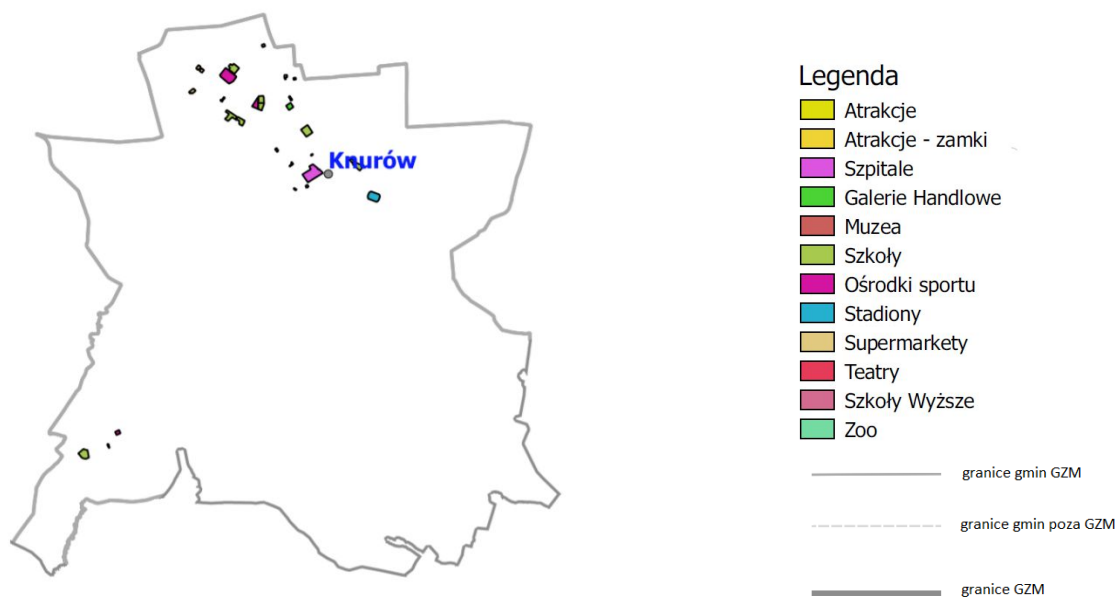 Knurów
Legenda
Atrakcje
Atrakcje - zamki
Szpitale
Galerie Handlowe
Muzea
Szkoły
Ośrodki sportu
Stadiony
Supermarkety
Teatry
Szkoły Wyższe
Zoo
granice gmin GZM
granice gmin poza GZM
granice GZM